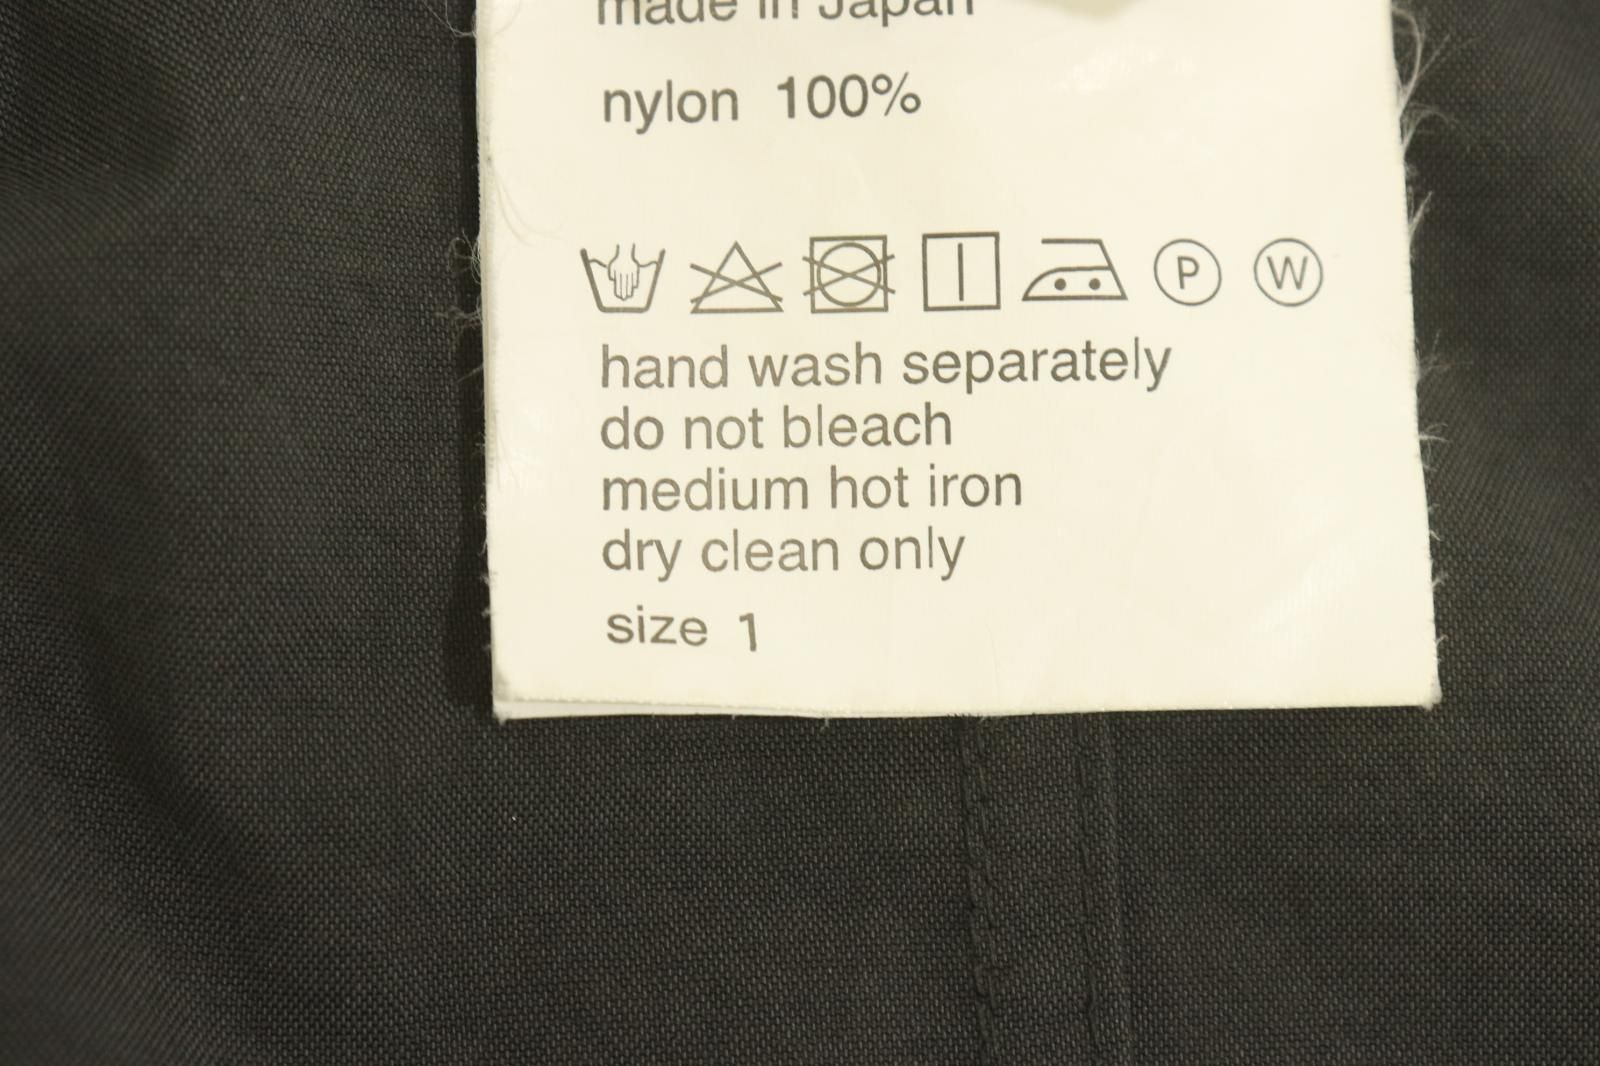 made in Japan
nylon 100%
P W
hand wash separately
do not bleach
medium hot iron
dry clean only
size 1